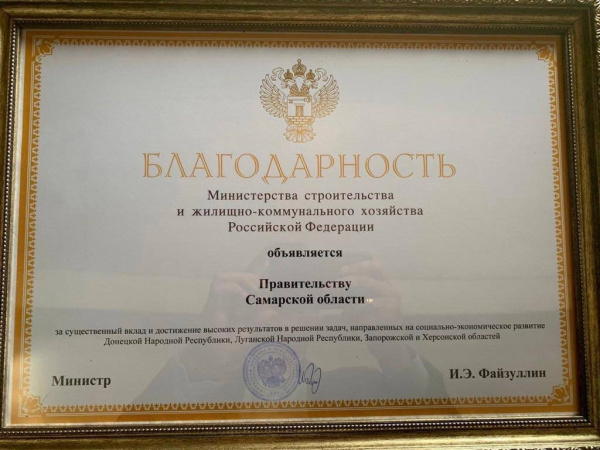 БЛАГОДАРНОСТЬ
Министерства строительства
и жилищно-коммунального хозяйства
Российской Федерации
объявляется
Правительству
Самарской области
за существенный вклад и достижение высоких результатов в решении задач, направленных на социально-экономическое развитие
Донецкой Народной Республики, Луганской Народной Республики, Запорожской и Херсонской областей
Министр
И.Э. Файзуллин